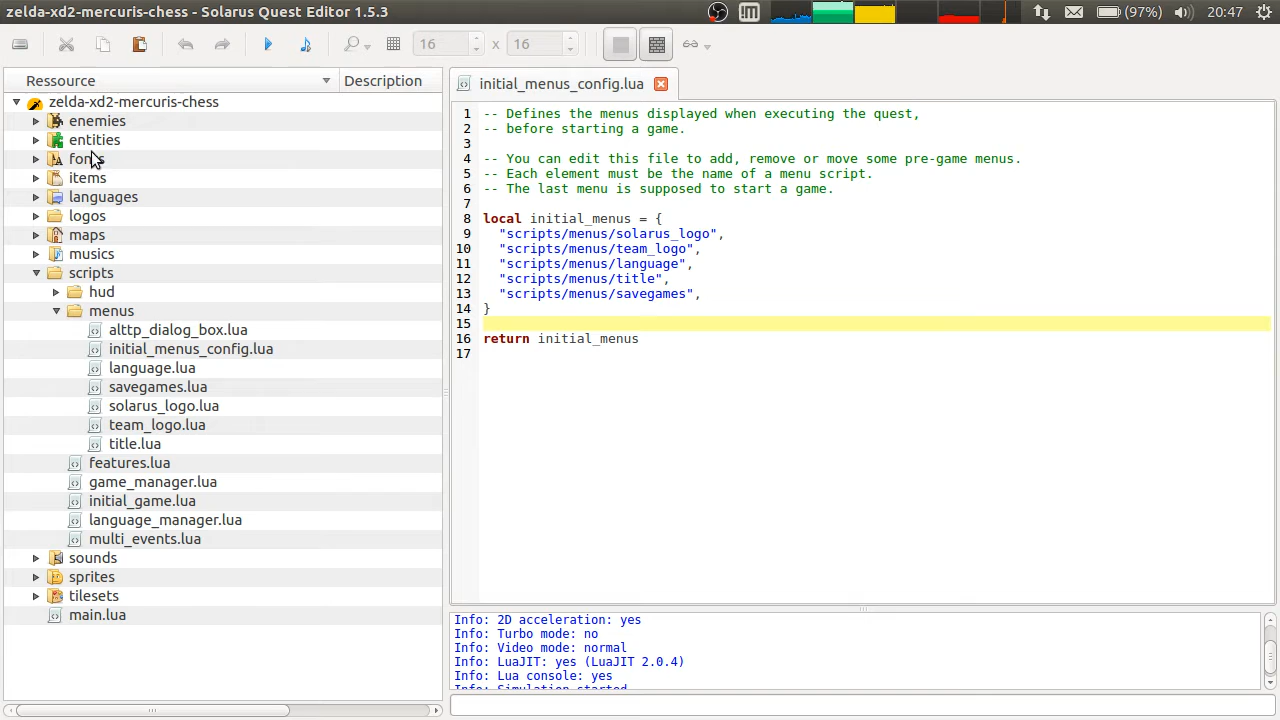 zelda-xd2-mercuris-chess - Solarus Quest Editor 1.5.3
(97%) 20:47
16 x 16
Ressource Description
zelda-xd2-mercuris-chess
enemies
entities
fonts
items
languages
logos
maps
musics
scripts
hud
menus
alttp_dialog_box.lua
initial_menus_config.lua
language.lua
savegames.lua
solarus_logo.lua
team_logo.lua
title.lua
features.lua
game_manager.lua
initial_game.lua
language_manager.lua
multi_events.lua
sounds
sprites
tilesets
main.lua
initial_menus_config.lua
1 -- Defines the menus displayed when executing the quest,
2 -- before starting a game.
3
4 -- You can edit this file to add, remove or move some pre-game menus.
5 -- Each element must be the name of a menu script.
6 -- The last menu is supposed to start a game.
7
8 local initial_menus = {
9 "scripts/menus/solarus_logo",
10 "scripts/menus/team_logo",
11 "scripts/menus/language",
12 "scripts/menus/title",
13 "scripts/menus/savegames",
14 }
15
16 return initial_menus
17
Info: 2D acceleration: yes
Info: Turbo mode: no
Info: Video mode: normal
Info: LuaJIT: yes (LuaJIT 2.0.4)
Info: Lua console: yes
Info: Simulation started